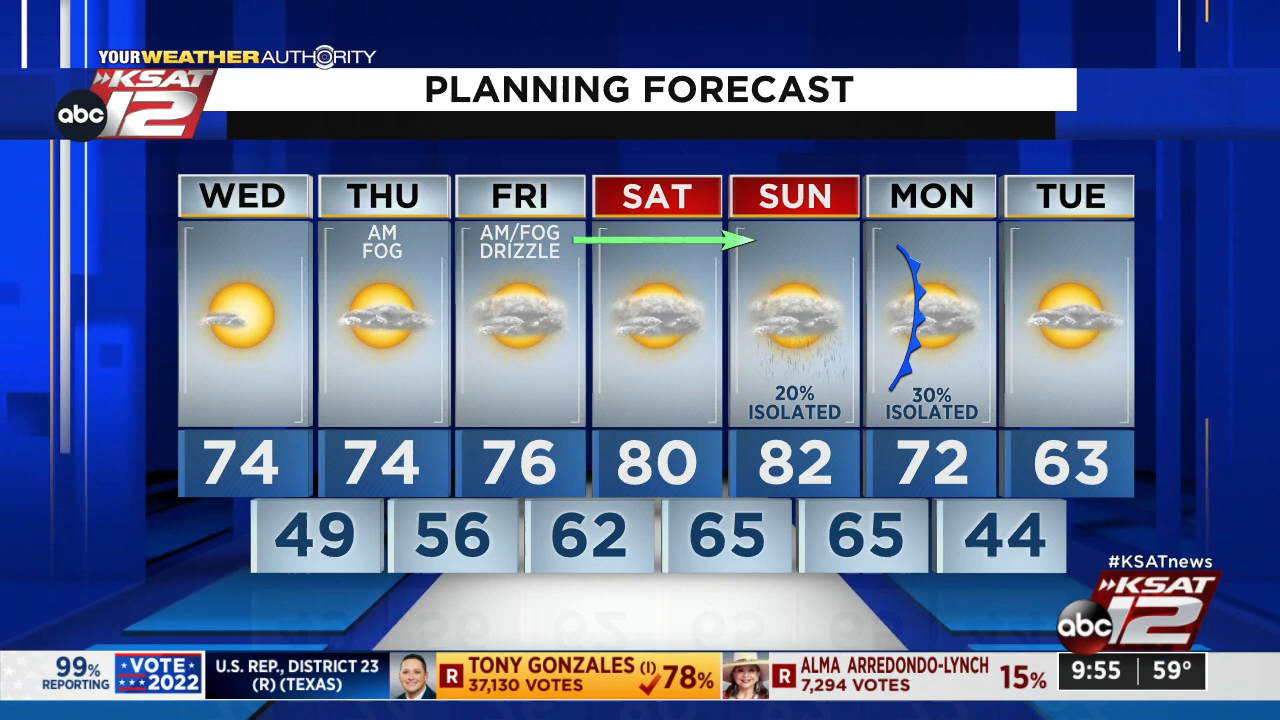 YOUR WEATHER AUTHORITY
KSAT
12
abc
PLANNING FORECAST
WED THU FRI SAT SUN MON TUE
AM
FOG
AM/FOG
DRIZZLE
20%
ISOLATED
30%
ISOLATED
74 74 76 80 82 72 63
49 56 62 65 65 44
#KSATnews
KSAT
12
abc
99%
REPORTING
VOTE
2022
U.S. REP., DISTRICT 23
(R) (TEXAS)
R
TONY GONZALES (I)
37,130 VOTES
78%
R
ALMA ARREDONDO-LYNCH
7,294 VOTES
15%
9:55 59°